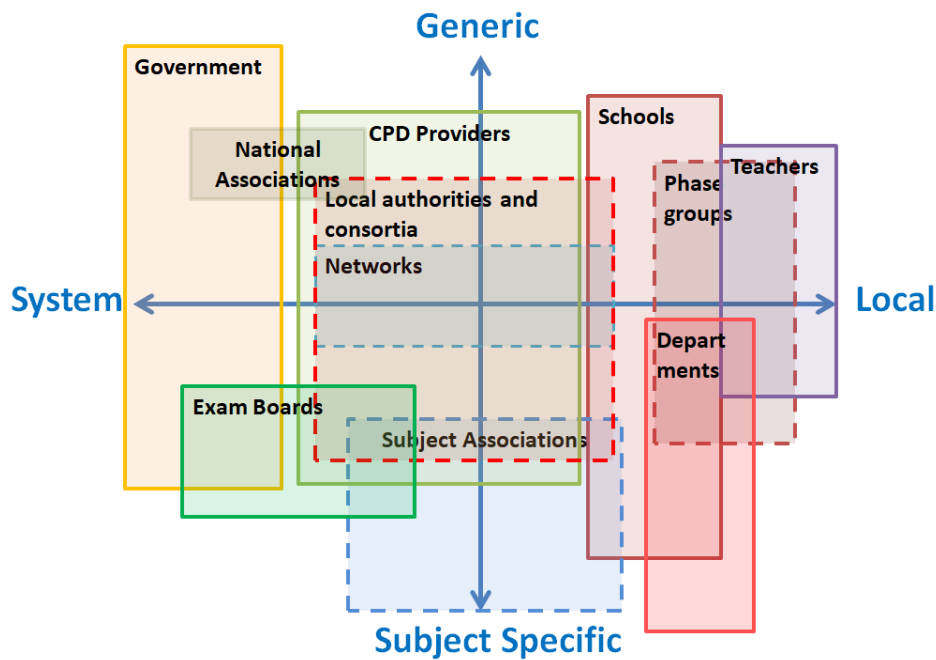 Generic
Government
Schools
CPD Providers
National
Associations
Teachers
Phase
groups
Local authorities and
consortia
Networks
System
Local
Depart
ments
Exam Boards
Subject Associations
Subject Specific